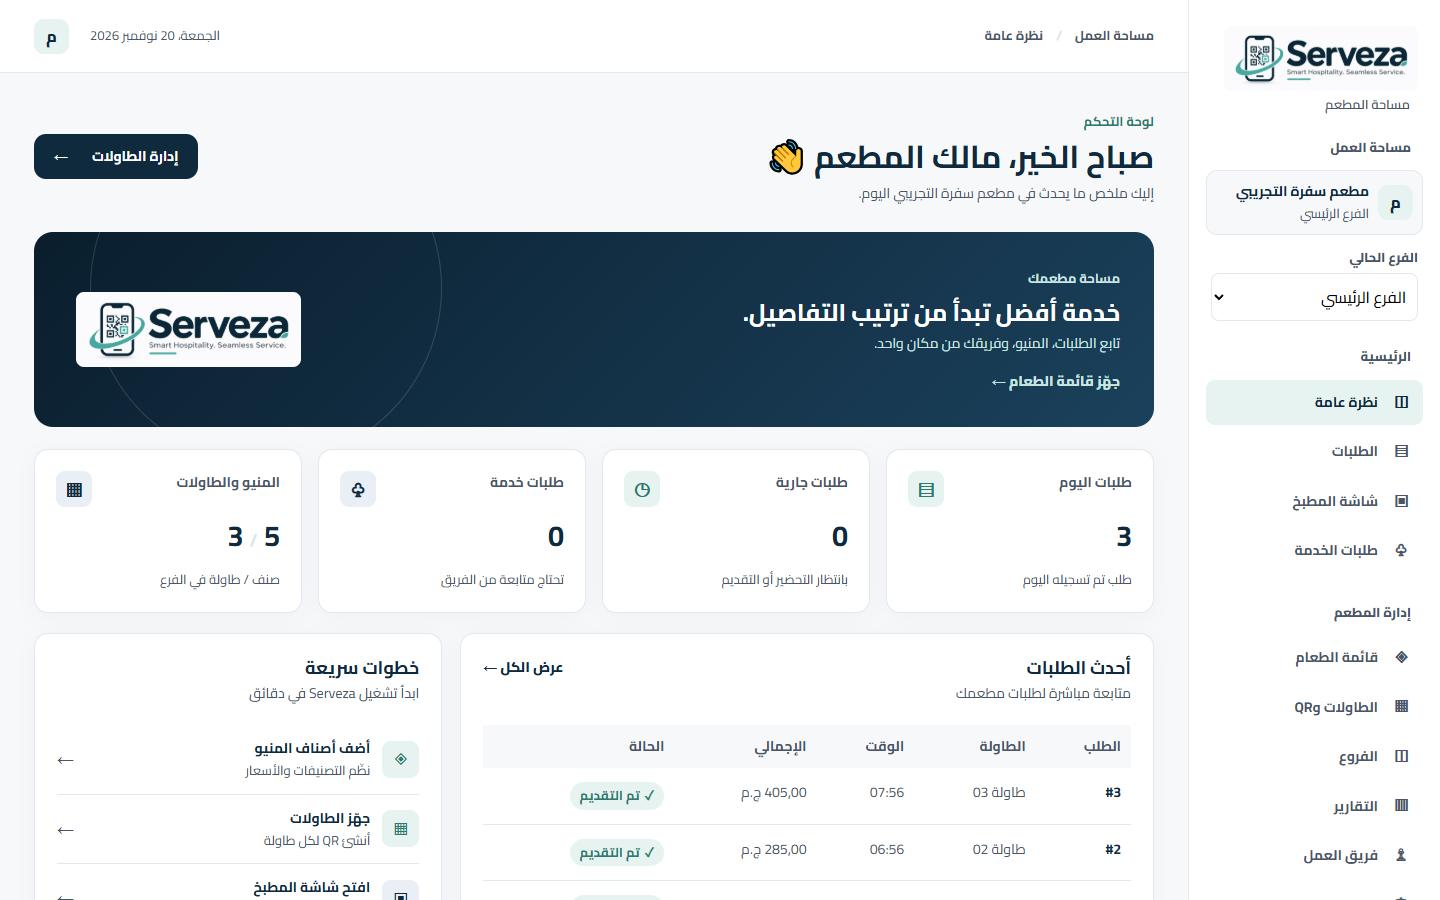 Serveza
Smart Hospitality. Seamless Service.
مساحة المطعم
مساحة العمل
م
مطعم سفرة التجريبي
الفرع الرئيسي
الفرع الحالي
الفرع الرئيسي
الرئيسية
نظرة عامة
الطلبات
شاشة المطبخ
طلبات الخدمة
إدارة المطعم
قائمة الطعام
الطاولات وQR
الفروع
التقارير
فريق العمل
مساحة العمل / نظرة عامة
الجمعة، 20 نوفمبر 2026
م
لوحة التحكم
صباح الخير، مالك المطعم 👋
إليك ملخص ما يحدث في مطعم سفرة التجريبي اليوم.
إدارة الطاولات ←
مساحة مطعمك
خدمة أفضل تبدأ من ترتيب التفاصيل.
تابع الطلبات، المنيو، وفريقك من مكان واحد.
جهّز قائمة الطعام ←
Serveza
Smart Hospitality. Seamless Service.
طلبات اليوم
3
طلب تم تسجيله اليوم
طلبات جارية
0
بانتظار التحضير أو التقديم
طلبات خدمة
0
تحتاج متابعة من الفريق
المنيو والطاولات
5 / 3
صنف / طاولة في الفرع
أحدث الطلبات
متابعة مباشرة لطلبات مطعمك
عرض الكل ←
الطلب الطاولة الوقت الإجمالي الحالة
#3 طاولة 03 07:56 405,00 ج.م ✓ تم التقديم
#2 طاولة 02 06:56 285,00 ج.م ✓ تم التقديم
خطوات سريعة
ابدأ تشغيل Serveza في دقائق
أضف أصناف المنيو
نظّم التصنيفات والأسعار
←
جهّز الطاولات
أنشئ QR لكل طاولة
←
افتح شاشة المطبخ
←